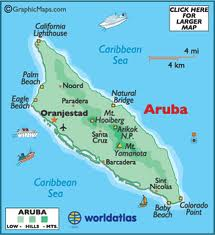 ©GraphicMaps.com
CLICK HERE
FOR
LARGER
MAP
California
Lighthouse
Caribbean
Sea
4 mi
4 km
Palm
Beach
Noord
Eagle
Beach
Paradera
Natural
Bridge
Oranjestad
Mt.
Hooiberg
Aruba
Santa
Cruz
Arikok
N.P.
Mt.
Yamanota
Barcadera
Caribbean
Sea
Sint
Nicolas
Baby
Beach
Colorado
Point
ARUBA
LOW - HILLS - MTS.
worldatlas